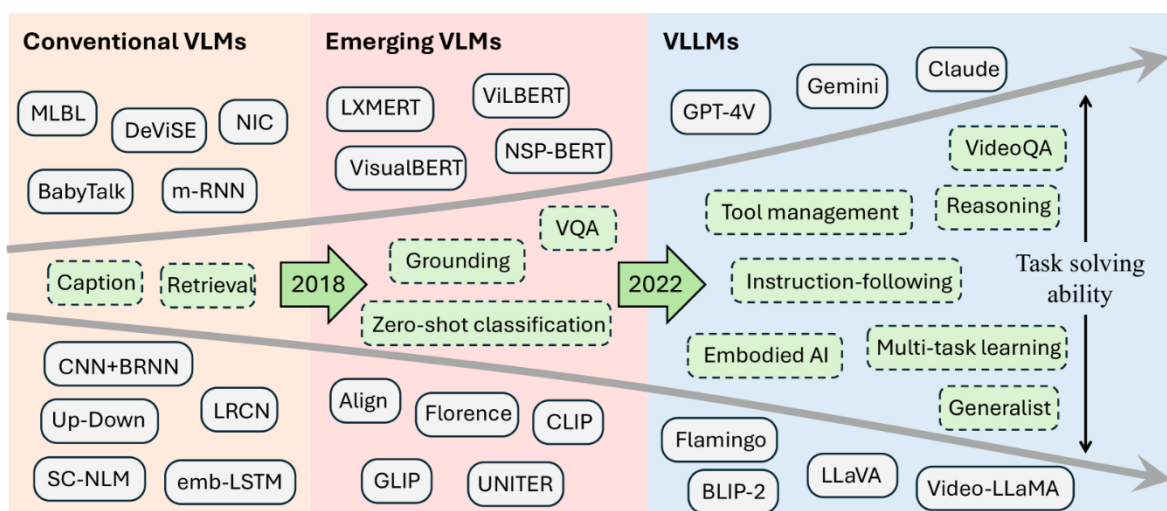 Conventional VLMs
MLBL
DeViSE
NIC
BabyTalk
m-RNN
Caption
Retrieval
CNN+BRNN
Up-Down
LRCN
SC-NLM
emb-LSTM
2018
Emerging VLMs
LXMERT
ViLBERT
VisualBERT
NSP-BERT
VQA
Grounding
Zero-shot classification
Align
Florence
CLIP
GLIP
UNITER
2022
VLLMs
GPT-4V
Gemini
Claude
VideoQA
Tool management
Reasoning
Instruction-following
Embodied AI
Multi-task learning
Generalist
Task solving
ability
Flamingo
BLIP-2
LLaVA
Video-LLaMA